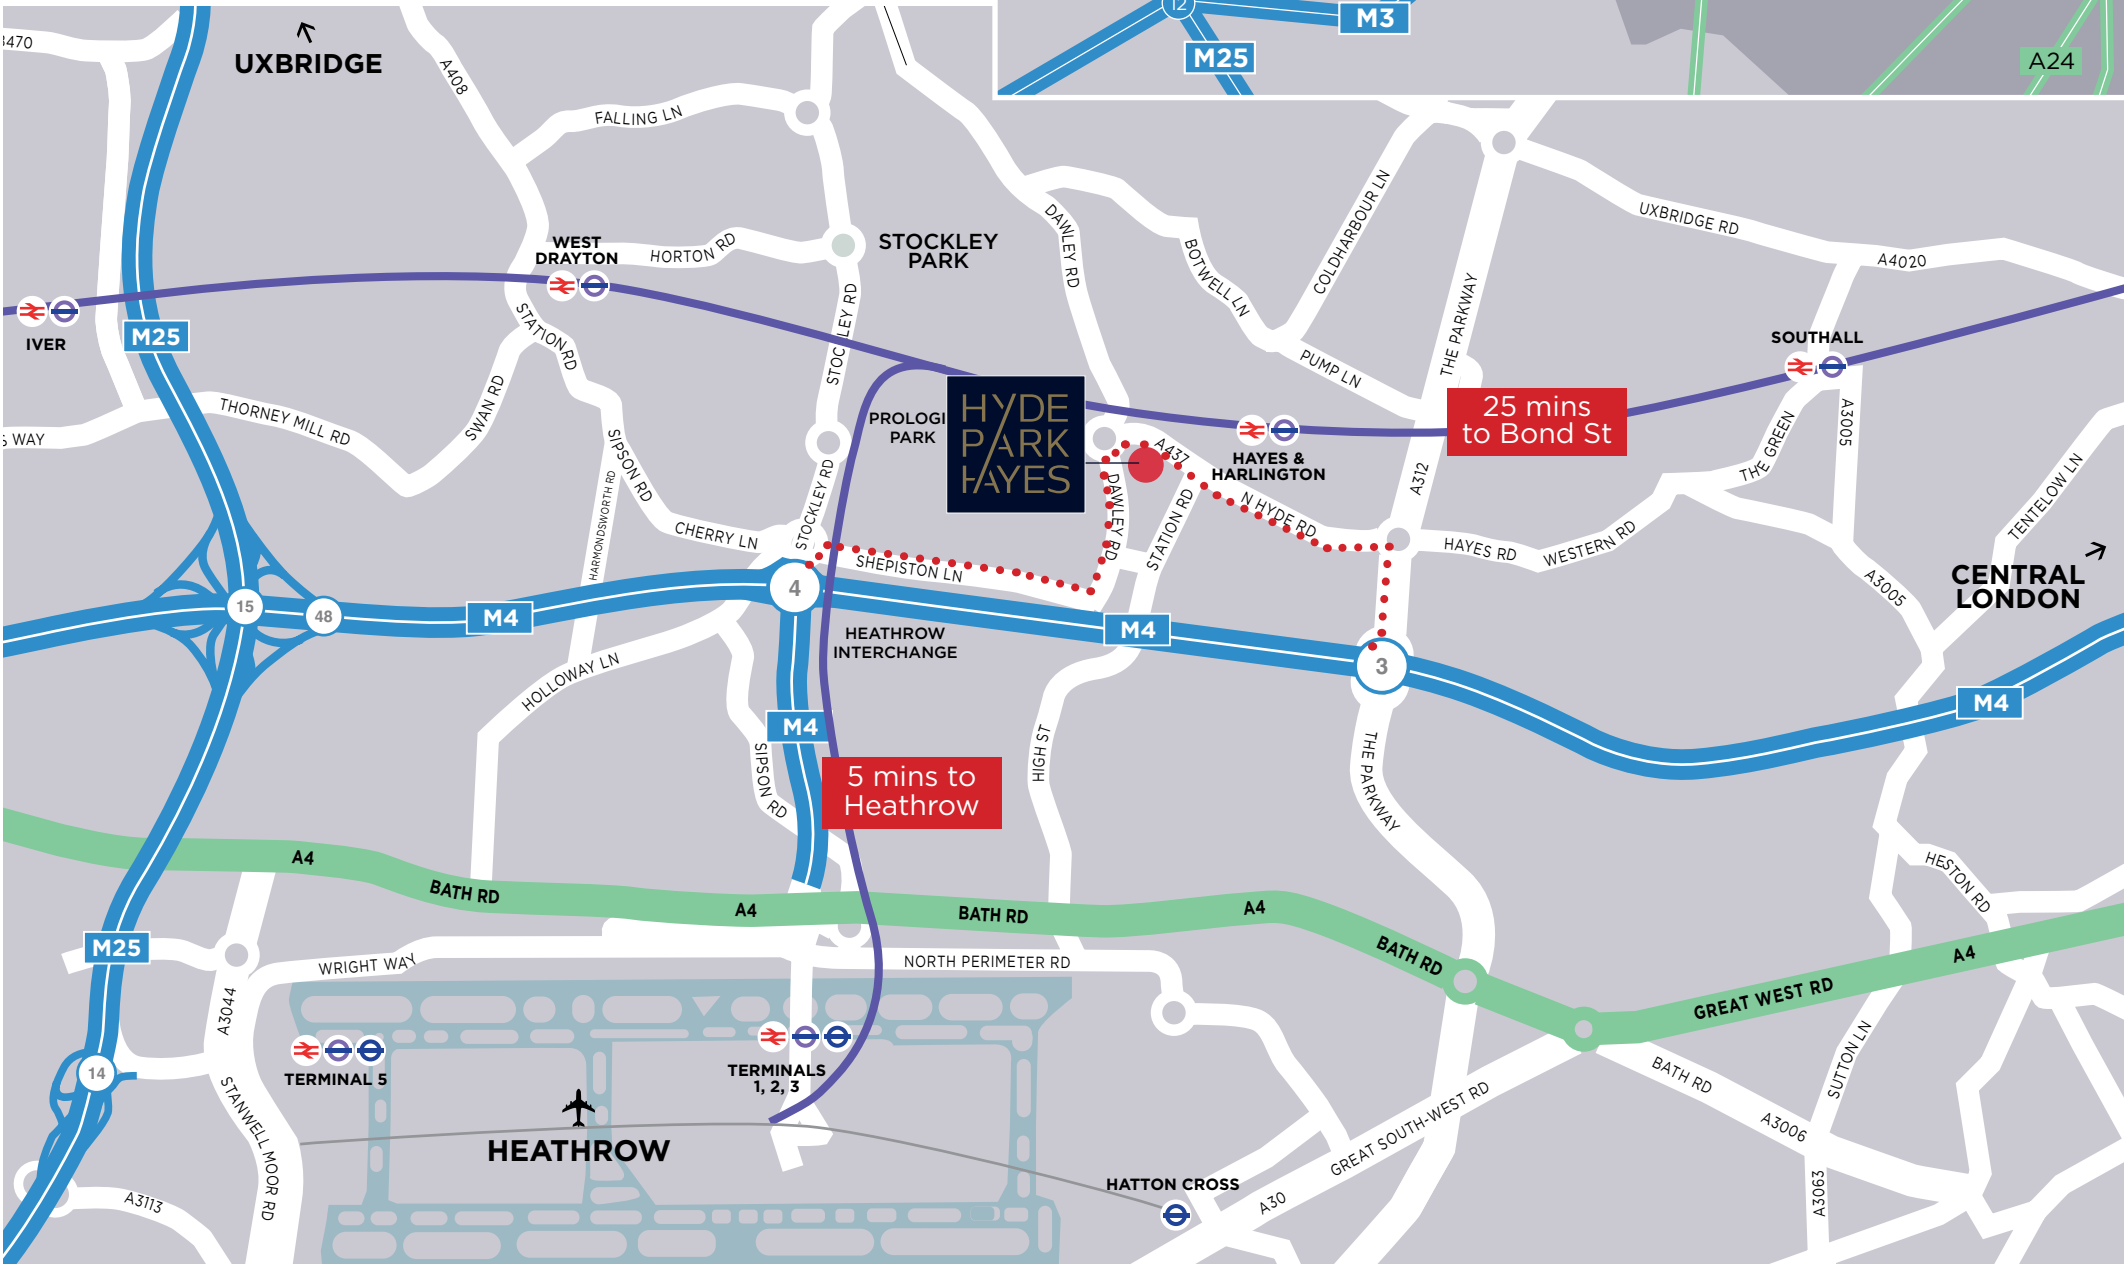 12
M3
M25
A24
A408
UXBRIDGE
FALLING LN
WEST
DRAYTON
HORTON RD
STOCKLEY
PARK
DAWLEY RD
BOTWELL LN
COLDHARBOUR LN
THE PARKWAY
UXBRIDGE RD
A4020
IVER
M25
STATION RD
STOCKLEY RD
PUMP LN
SOUTHALL
THORNEY MILL RD
SWAN RD
PARK
HYDE
PARK
HAYES
25 mins
to Bond St
HAYES &
HARLINGTON
A437
A312
THE GREEN
A3005
TENTELOW LN
SIPSON RD
HARMONDSWORTH RD
CHERRY LN
STOCKLEY RD
SHEPISTON LN
DAWLEY RD
STATION RD
N HYDE RD
HAYES RD
WESTERN RD
A3005
CENTRAL
LONDON
15
48
M4
4
HEATHROW
INTERCHANGE
M4
3
M4
HOLLOWAY LN
M4
SIPSON RD
5 mins to
Heathrow
HIGH ST
THE PARKWAY
HESTON RD
A4
BATH RD
A4
BATH RD
A4
BATH RD
GREAT WEST RD
A4
M25
WRIGHT WAY
NORTH PERIMETER RD
A3044
TERMINAL 5
TERMINALS
1, 2, 3
14
STANWELL MOOR RD
HEATHROW
A3113
HATTON CROSS
A30
GREAT SOUTH-WEST RD
BATH RD
A3006
SUTTON LN
A3063